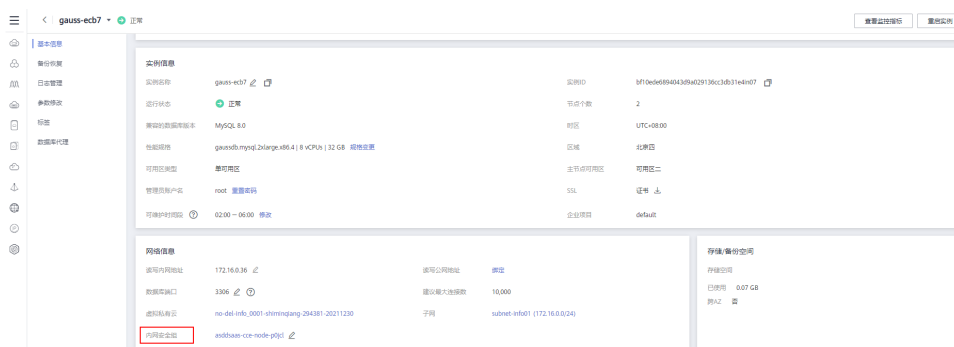 gauss-ecb7 正常
查看监控指标 重启实例
基本信息
备份恢复
日志管理
参数修改
标签
数据库代理
实例信息
实例名称 gauss-ecb7
实例ID bf10ede6894043d9a029136cc3db31e4in07
运行状态 正常
节点个数 2
兼容的数据库版本 MySQL 8.0
时区 UTC+08:00
性能规格 gaussdb.mysql.2xlarge.x86.4 | 8 vCPUs | 32 GB 规格变更
区域 北京四
可用区类型 单可用区
主节点可用区 可用区二
管理员账户名 root 重置密码
SSL 证书
可维护时间段 02:00 – 06:00 修改
企业项目 default
网络信息
读写内网地址 172.16.0.36
读写公网地址 绑定
数据库端口 3306
建议最大连接数 10,000
虚拟私有云 no-del-info_0001-shiminqiang-294381-20211230
子网 subnet-info01 (172.16.0.0/24)
内网安全组 asddsaas-cce-node-p0jcl
存储/备份空间
存储空间
已使用 0.07 GB
跨AZ 否